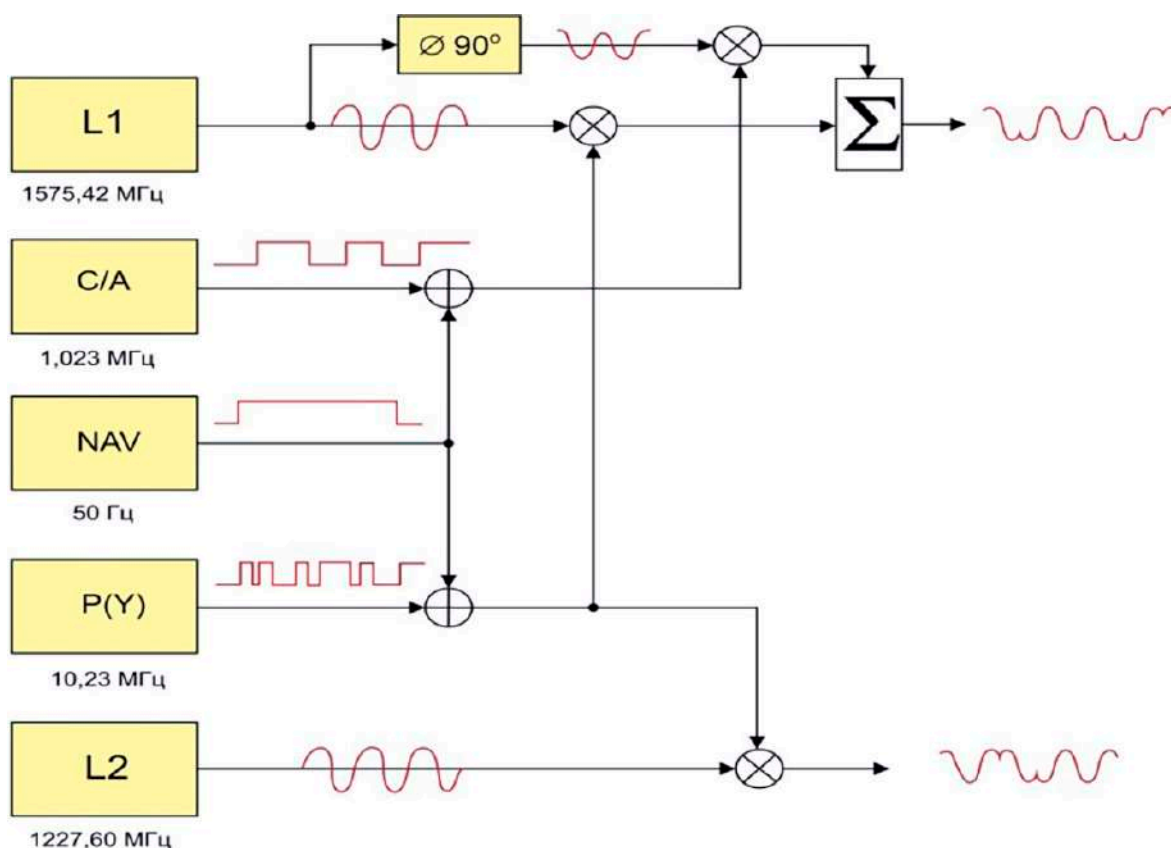 Ø 90°
L1
Σ
1575,42 МГц
C/A
1,023 МГц
NAV
50 Гц
P(Y)
10,23 МГц
L2
1227,60 МГц